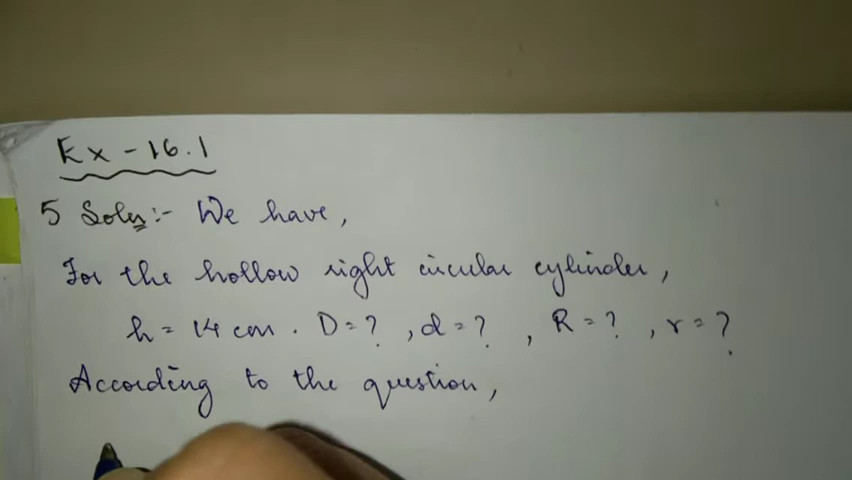 Ex - 16.1
5 Soln:- We have,
For the hollow right circular cylinder,
h = 14 cm. D = ?, d = ?, R = ?, r = ?
According to the question,